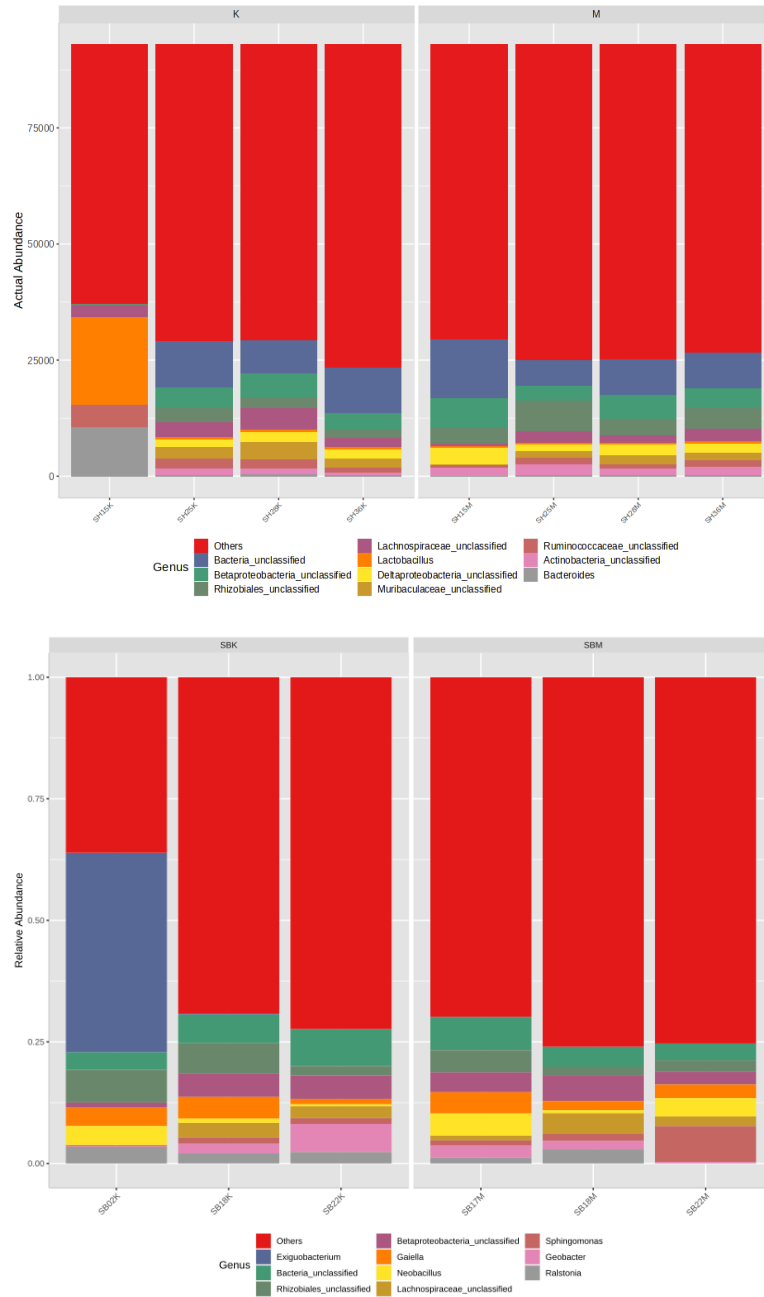 K M
Actual Abundance
75000
50000
25000
0
SH15K SH25K SH28K SH36K SH15M SH25M SH28M SH36M
Genus
Others
Bacteria_unclassified
Betaproteobacteria_unclassified
Rhizobiales_unclassified
Lachnospiraceae_unclassified
Lactobacillus
Deltaproteobacteria_unclassified
Muribaculaceae_unclassified
Ruminococcaceae_unclassified
Actinobacteria_unclassified
Bacteroides
SBK SBM
Relative Abundance
1.00
0.75
0.50
0.25
0.00
SB02K SB18K SB22K SB17M SB18M SB22M
Genus
Others
Exiguobacterium
Bacteria_unclassified
Rhizobiales_unclassified
Betaproteobacteria_unclassified
Gaiella
Neobacillus
Lachnospiraceae_unclassified
Sphingomonas
Geobacter
Ralstonia